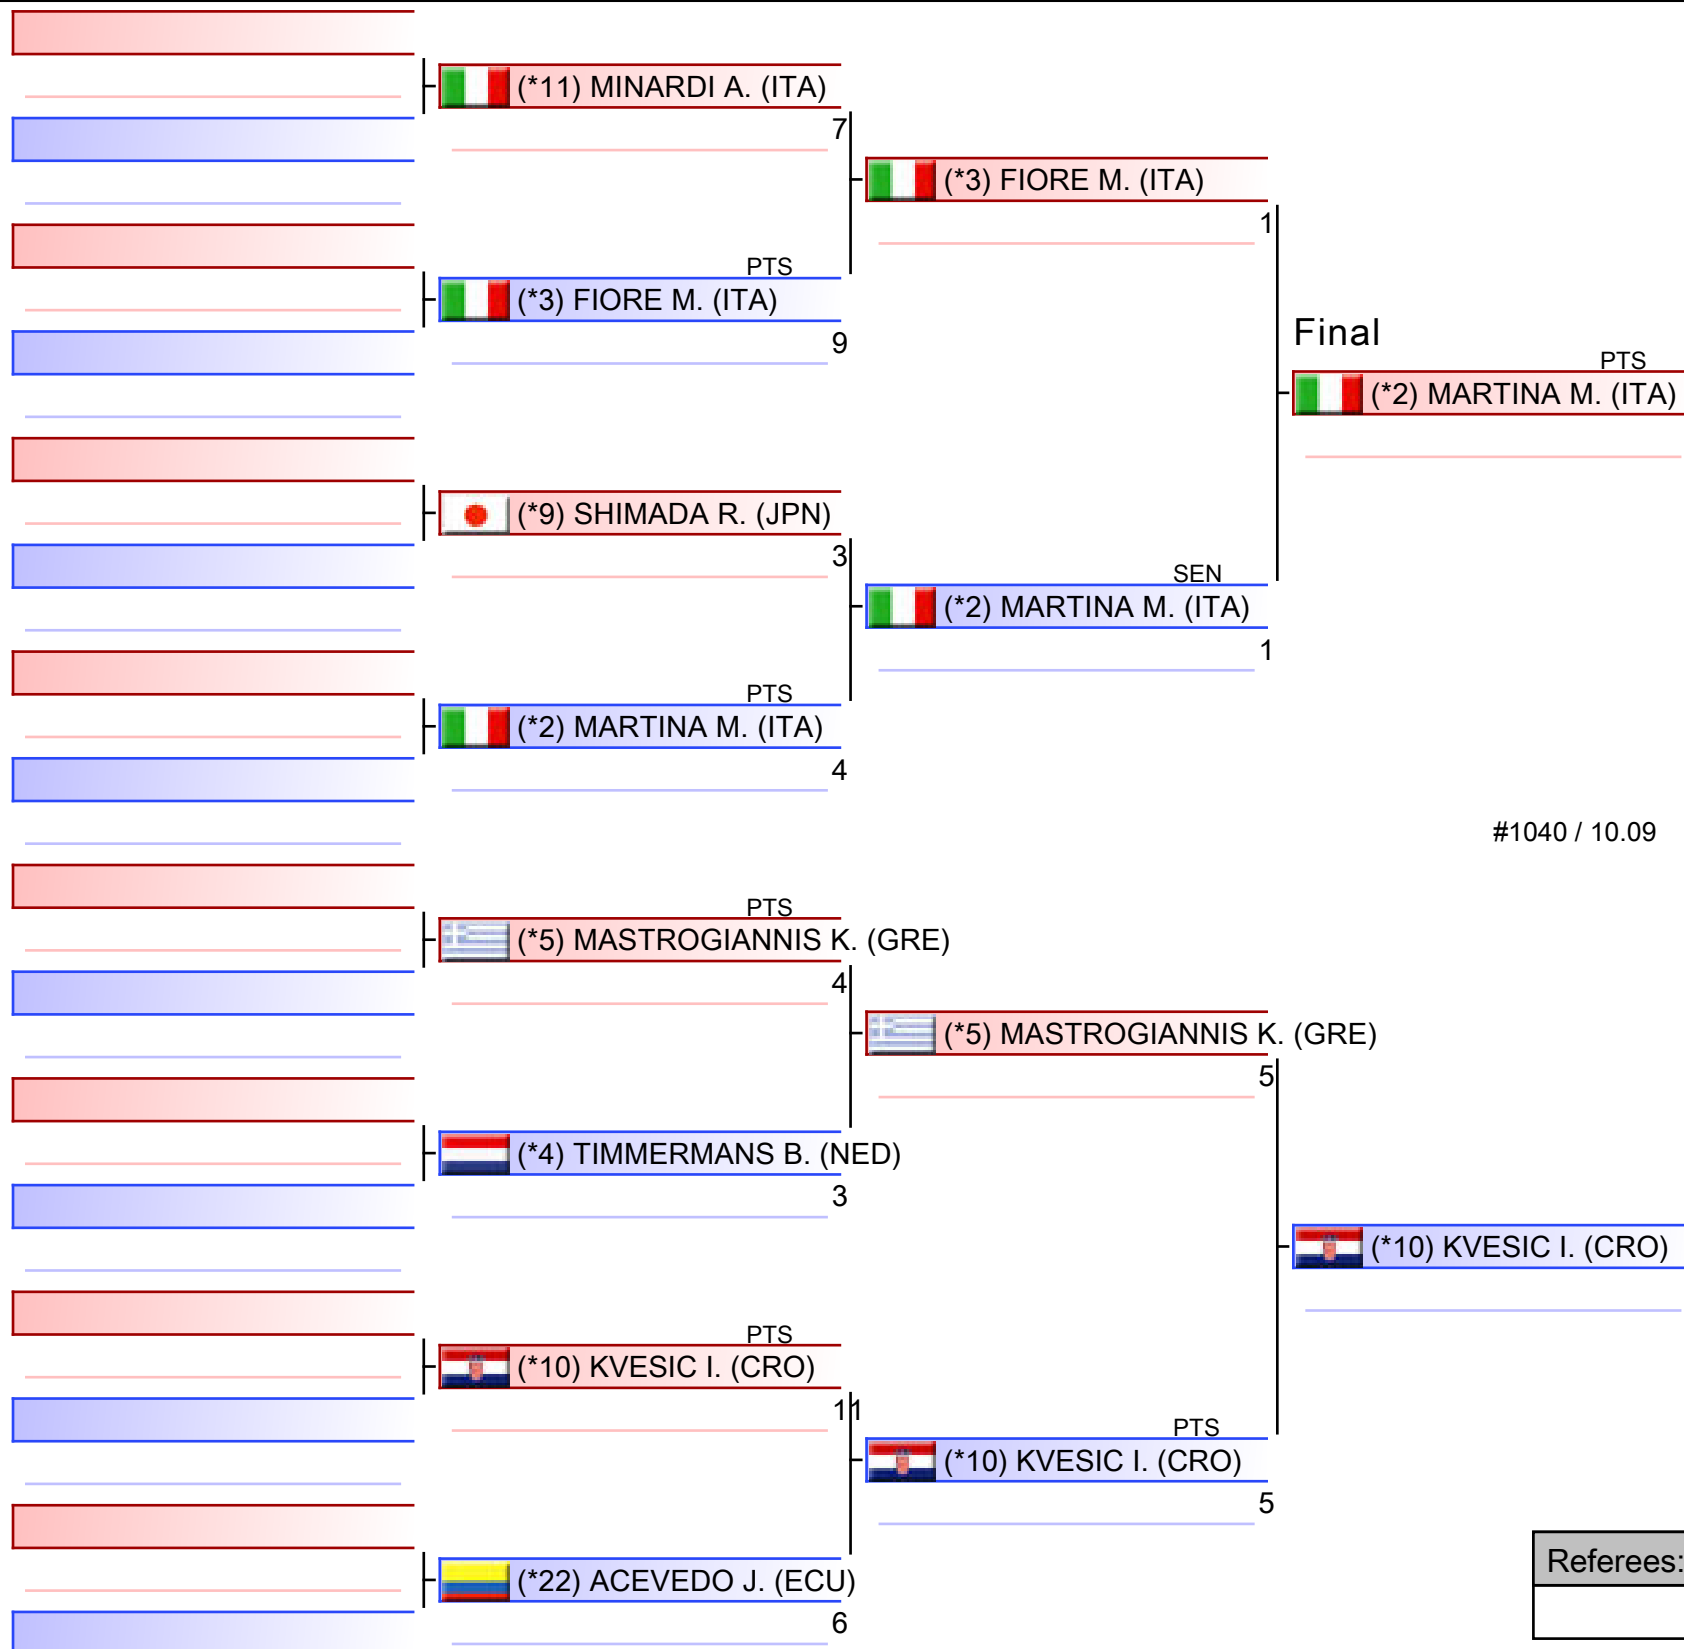 (*11) MINARDI A. (ITA)
7
PTS
(*3) FIORE M. (ITA)
9
(*9) SHIMADA R. (JPN)
3
PTS
(*2) MARTINA M. (ITA)
4
PTS
(*5) MASTROGIANNIS K. (GRE)
4
(*4) TIMMERMANS B. (NED)
3
PTS
(*10) KVESIC I. (CRO)
11
(*22) ACEVEDO J. (ECU)
6
(*3) FIORE M. (ITA)
1
SEN
(*2) MARTINA M. (ITA)
1
(*5) MASTROGIANNIS K. (GRE)
5
PTS
(*10) KVESIC I. (CRO)
5
Final
PTS
(*2) MARTINA M. (ITA)
#1040 / 10.09
(*10) KVESIC I. (CRO)
Referees: